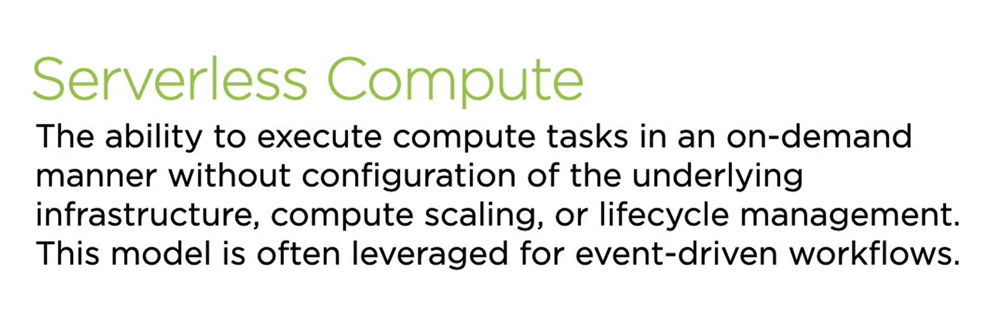 Serverless Compute
The ability to execute compute tasks in an on-demand
manner without configuration of the underlying
infrastructure, compute scaling, or lifecycle management.
This model is often leveraged for event-driven workflows.